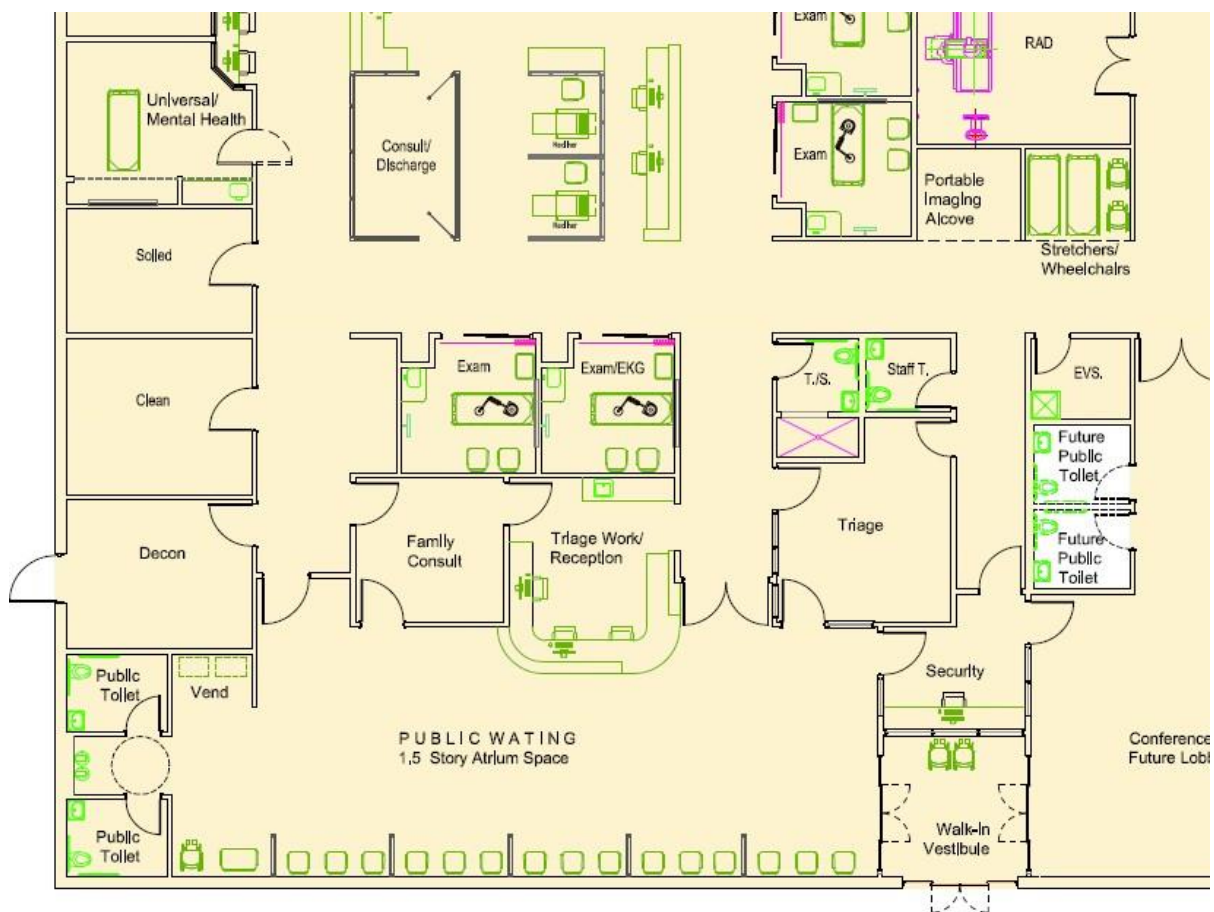 Exam
RAD
Universal/
Mental Health
Consult/
Discharge
Recliner
Exam
Portable
Imaging
Alcove
Recliner
Soiled
Stretchers/
Wheelchairs
Exam
Exam/EKG
T./S.
Staff T.
EVS.
Clean
Future
Public
Toilet
Triage
Decon
Family
Consult
Triage Work/
Reception
Future
Public
Toilet
Public
Toilet
Vend
Security
PUBLIC WATING
1.5 Story Atrium Space
Conference
Future Lobb
Public
Toilet
Walk-in
Vestibule